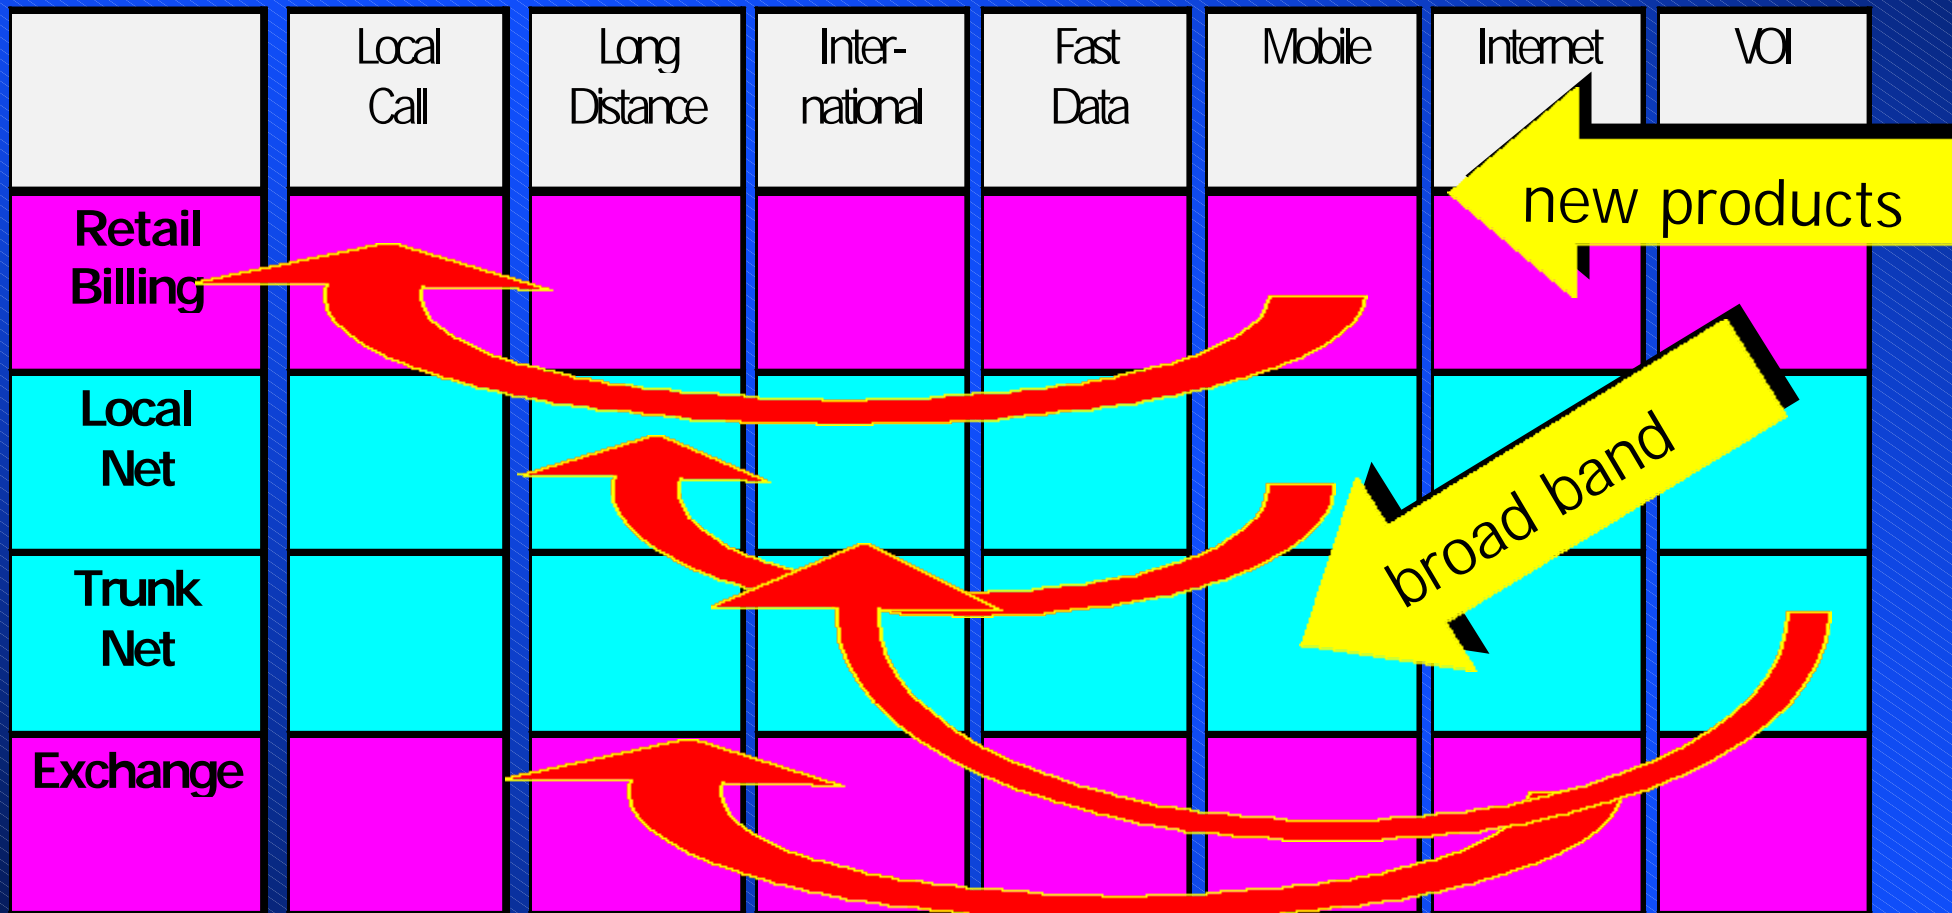 Local
Call
Long
Distance
Inter-
national
Fast
Data
Mobile
Internet
VOI
new products
Retail
Billing
Local
Net
broad band
Trunk
Net
Exchange